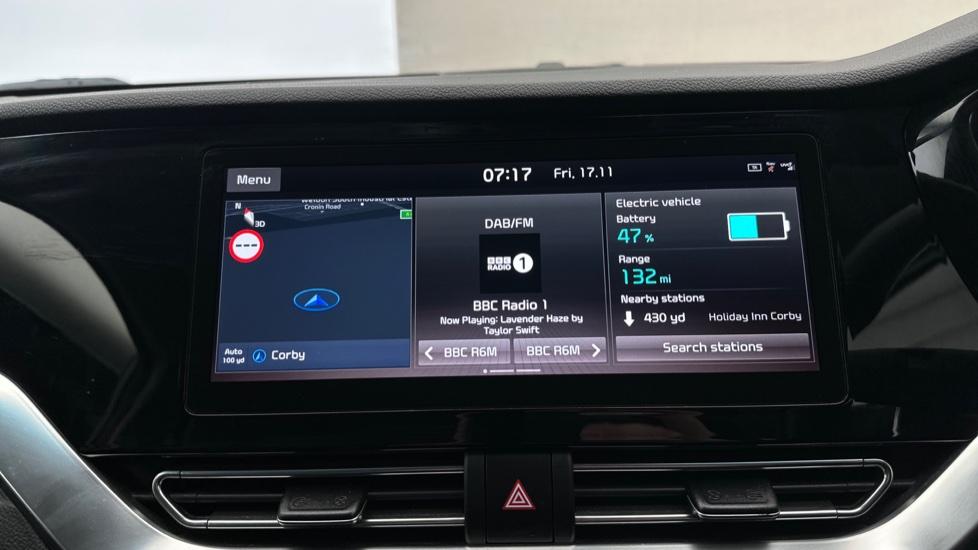 Menu
07:17
Fri, 17.11
Cronin Road
N
3D
---
Auto
100 yd
Corby
DAB/FM
BBC
RADIO 1
BBC Radio 1
Now Playing: Lavender Haze by
Taylor Swift
BBC R6M
BBC R6M
Electric vehicle
Battery
47 %
Range
132 mi
Nearby stations
430 yd Holiday Inn Corby
Search stations